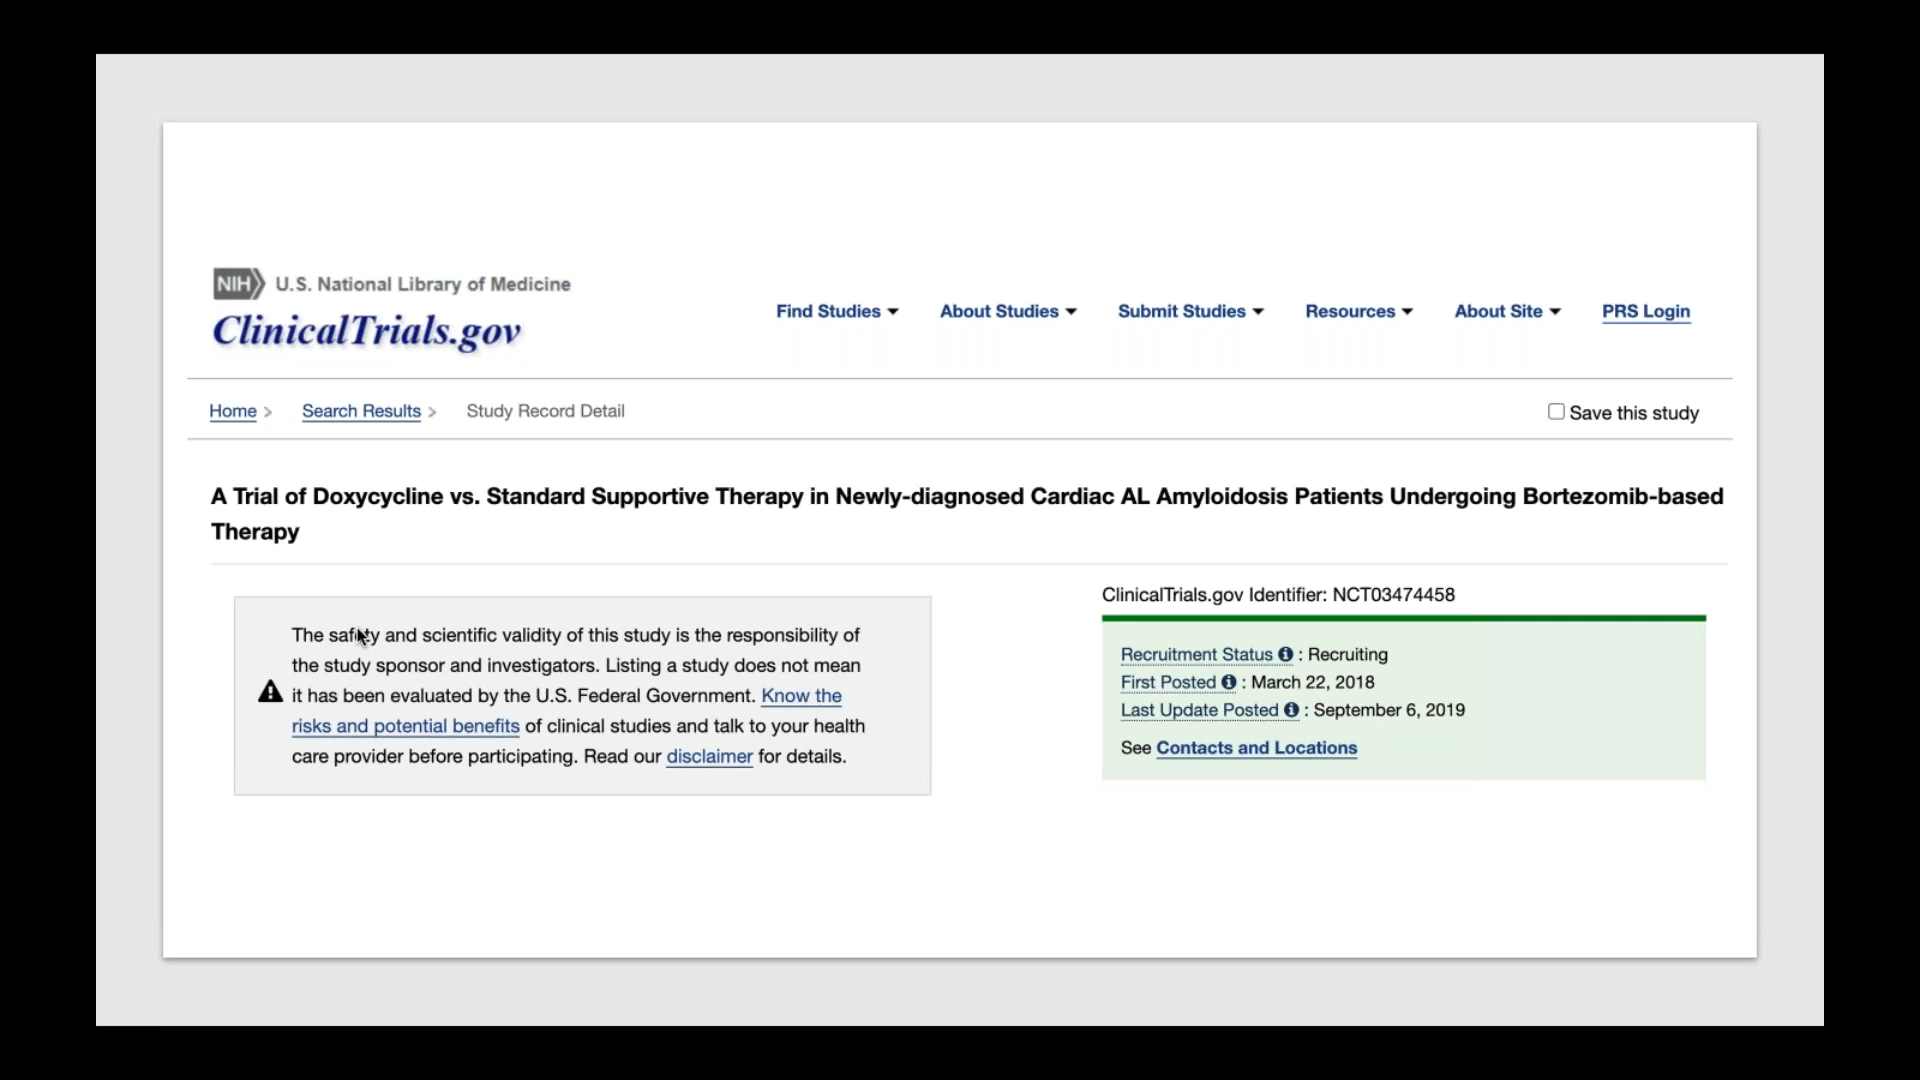 NIH U.S. National Library of Medicine
ClinicalTrials.gov
Find Studies About Studies Submit Studies Resources About Site PRS Login
Home > Search Results > Study Record Detail
Save this study
A Trial of Doxycycline vs. Standard Supportive Therapy in Newly-diagnosed Cardiac AL Amyloidosis Patients Undergoing Bortezomib-based
Therapy
The safety and scientific validity of this study is the responsibility of
the study sponsor and investigators. Listing a study does not mean
it has been evaluated by the U.S. Federal Government. Know the
risks and potential benefits of clinical studies and talk to your health
care provider before participating. Read our disclaimer for details.
ClinicalTrials.gov Identifier: NCT03474458
Recruitment Status : Recruiting
First Posted : March 22, 2018
Last Update Posted : September 6, 2019
See Contacts and Locations